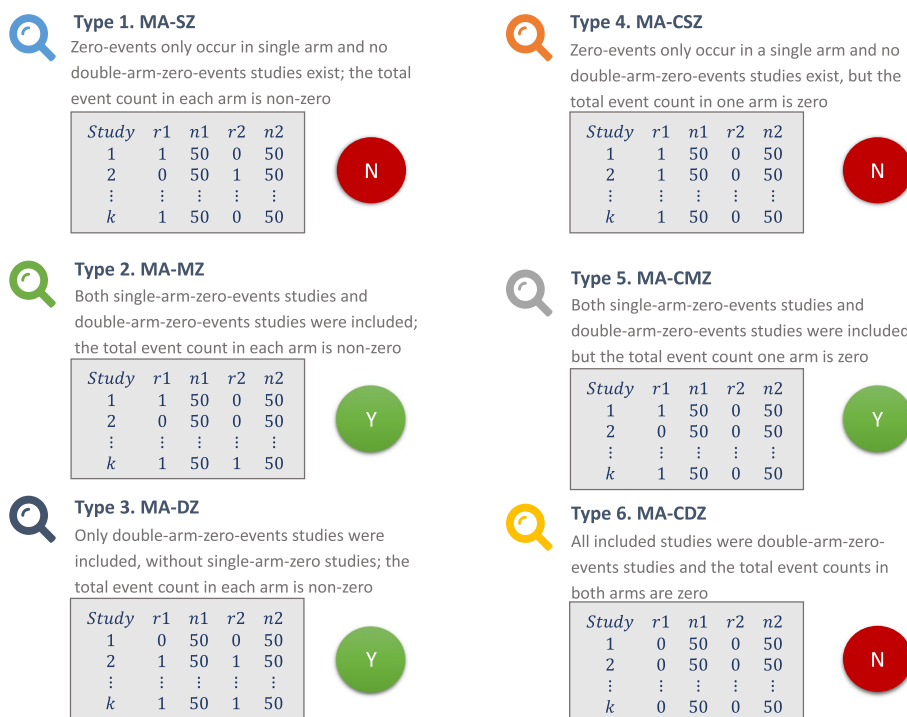 Type 1. MA-SZ
Zero-events only occur in single arm and no
double-arm-zero-events studies exist; the total
event count in each arm is non-zero
Study r1 n1 r2 n2
1 1 50 0 50
2 0 50 1 50
⋮ ⋮ ⋮ ⋮ ⋮
k 1 50 0 50
N
Type 2. MA-MZ
Both single-arm-zero-events studies and
double-arm-zero-events studies were included;
the total event count in each arm is non-zero
Study r1 n1 r2 n2
1 1 50 0 50
2 0 50 0 50
⋮ ⋮ ⋮ ⋮ ⋮
k 1 50 1 50
Y
Type 3. MA-DZ
Only double-arm-zero-events studies were
included, without single-arm-zero studies; the
total event count in each arm is non-zero
Study r1 n1 r2 n2
1 0 50 0 50
2 1 50 1 50
⋮ ⋮ ⋮ ⋮ ⋮
k 1 50 1 50
Y
Type 4. MA-CSZ
Zero-events only occur in a single arm and no
double-arm-zero-events studies exist, but the
total event count in one arm is zero
Study r1 n1 r2 n2
1 1 50 0 50
2 1 50 0 50
⋮ ⋮ ⋮ ⋮ ⋮
k 1 50 0 50
N
Type 5. MA-CMZ
Both single-arm-zero-events studies and
double-arm-zero-events studies were included
but the total event count one arm is zero
Study r1 n1 r2 n2
1 1 50 0 50
2 0 50 0 50
⋮ ⋮ ⋮ ⋮ ⋮
k 1 50 0 50
Y
Type 6. MA-CDZ
All included studies were double-arm-zero-
events studies and the total event counts in
both arms are zero
Study r1 n1 r2 n2
1 0 50 0 50
2 0 50 0 50
⋮ ⋮ ⋮ ⋮ ⋮
k 0 50 0 50
N